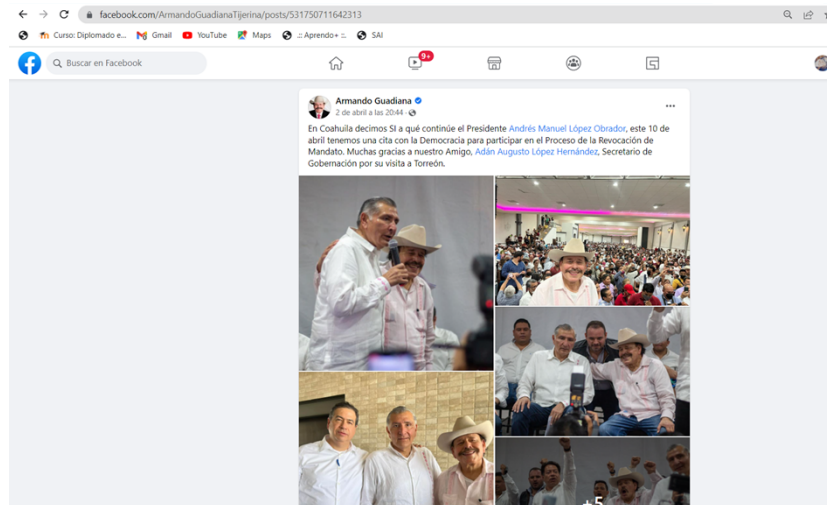 facebook.com/ArmandoGuadianaTijerina/posts/531750711642313
Curso: Diplomado e... Gmail YouTube Maps .:: Aprendo+ ::. SAI
Buscar en Facebook
9+
Armando Guadiana
2 de abril a las 20:44 ·
En Coahuila decimos SI a qué continúe el Presidente Andrés Manuel López Obrador, este 10 de
abril tenemos una cita con la Democracia para participar en el Proceso de la Revocación de
Mandato. Muchas gracias a nuestro Amigo, Adán Augusto López Hernández, Secretario de
Gobernación por su visita a Torreón.
+5